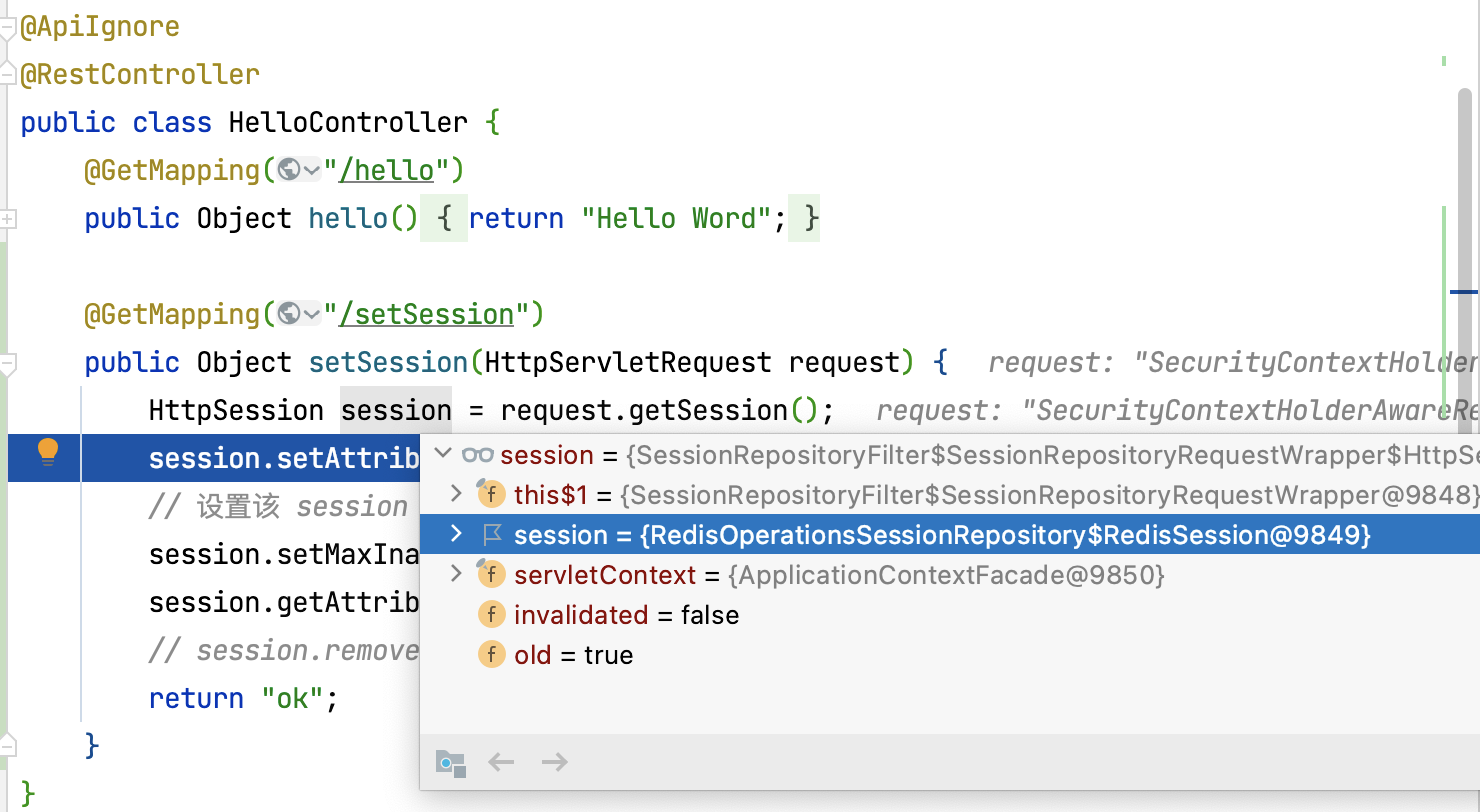 @ApiIgnore
@RestController
public class HelloController {
@GetMapping("/hello")
public Object hello() { return "Hello Word"; }
@GetMapping("/setSession")
public Object setSession(HttpServletRequest request) { request: "SecurityContextHolder
HttpSession session = request.getSession(); request: "SecurityContextHolderAwareRe
session.setAttrib
// 设置该 session
session.setMaxIna
session.getAttrib
// session.remove
return "ok";
}
}
session = {SessionRepositoryFilter$SessionRepositoryRequestWrapper$HttpSe
this$1 = {SessionRepositoryFilter$SessionRepositoryRequestWrapper@9848}
session = {RedisOperationsSessionRepository$RedisSession@9849}
servletContext = {ApplicationContextFacade@9850}
invalidated = false
old = true